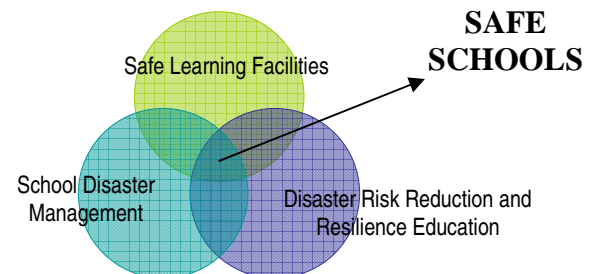 SAFE
SCHOOLS
Safe Learning Facilities
School Disaster
Management
Disaster Risk Reduction and
Resilience Education